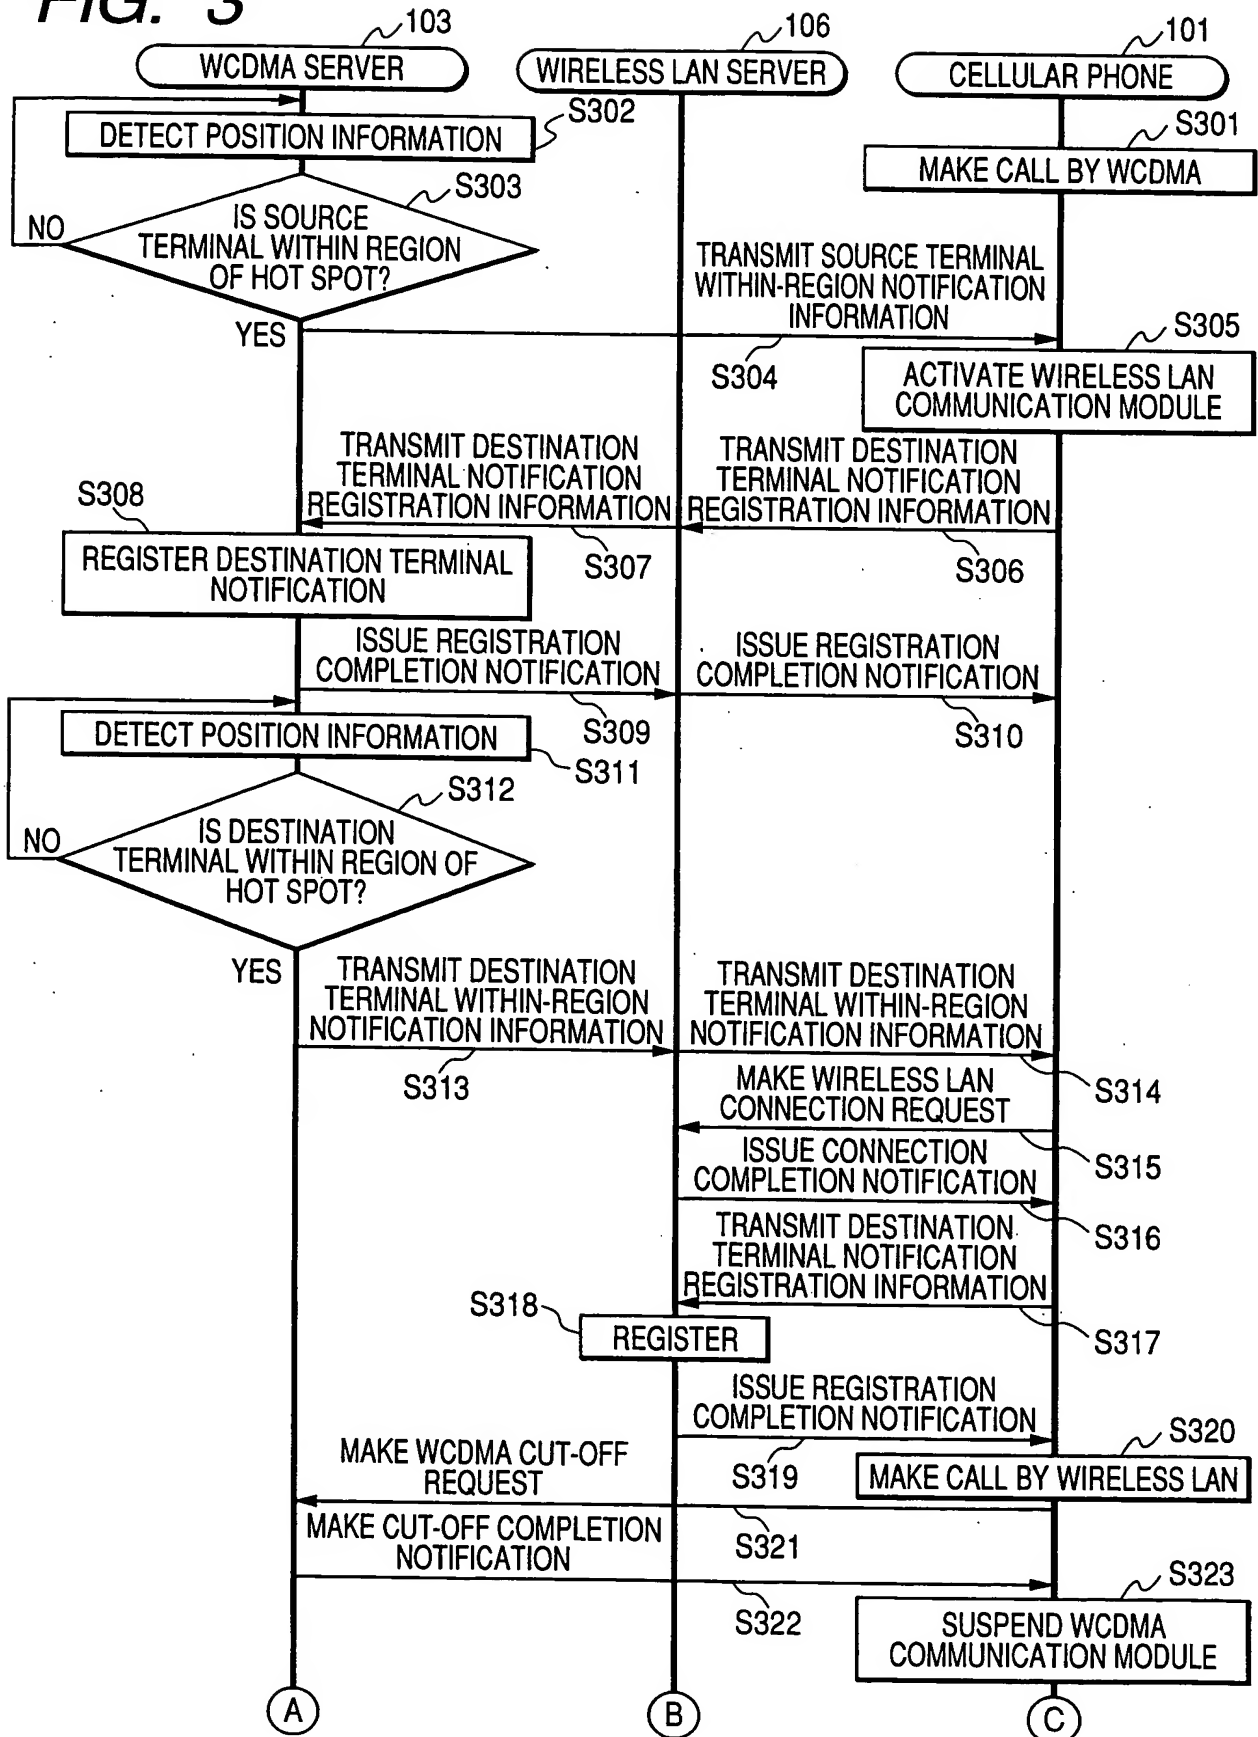 FIG. 3
103
106
101
WCDMA SERVER
WIRELESS LAN SERVER
CELLULAR PHONE
S302
DETECT POSITION INFORMATION
S301
MAKE CALL BY WCDMA
S303
NO
IS SOURCE
TERMINAL WITHIN REGION
OF HOT SPOT?
YES
TRANSMIT SOURCE TERMINAL
WITHIN-REGION NOTIFICATION
INFORMATION
S304
S305
ACTIVATE WIRELESS LAN
COMMUNICATION MODULE
TRANSMIT DESTINATION
TERMINAL NOTIFICATION
REGISTRATION INFORMATION
S307
TRANSMIT DESTINATION
TERMINAL NOTIFICATION
REGISTRATION INFORMATION
S306
S308
REGISTER DESTINATION TERMINAL
NOTIFICATION
ISSUE REGISTRATION
COMPLETION NOTIFICATION
S309
ISSUE REGISTRATION
COMPLETION NOTIFICATION
S310
DETECT POSITION INFORMATION
S311
S312
NO
IS DESTINATION
TERMINAL WITHIN REGION OF
HOT SPOT?
YES
TRANSMIT DESTINATION
TERMINAL WITHIN-REGION
NOTIFICATION INFORMATION
S313
TRANSMIT DESTINATION
TERMINAL WITHIN-REGION
NOTIFICATION INFORMATION
S314
MAKE WIRELESS LAN
CONNECTION REQUEST
S315
ISSUE CONNECTION
COMPLETION NOTIFICATION
S316
TRANSMIT DESTINATION
TERMINAL NOTIFICATION
REGISTRATION INFORMATION
S317
S318
REGISTER
ISSUE REGISTRATION
COMPLETION NOTIFICATION
S319
S320
MAKE CALL BY WIRELESS LAN
MAKE WCDMA CUT-OFF
REQUEST
S321
MAKE CUT-OFF COMPLETION
NOTIFICATION
S322
S323
SUSPEND WCDMA
COMMUNICATION MODULE
A
B
C